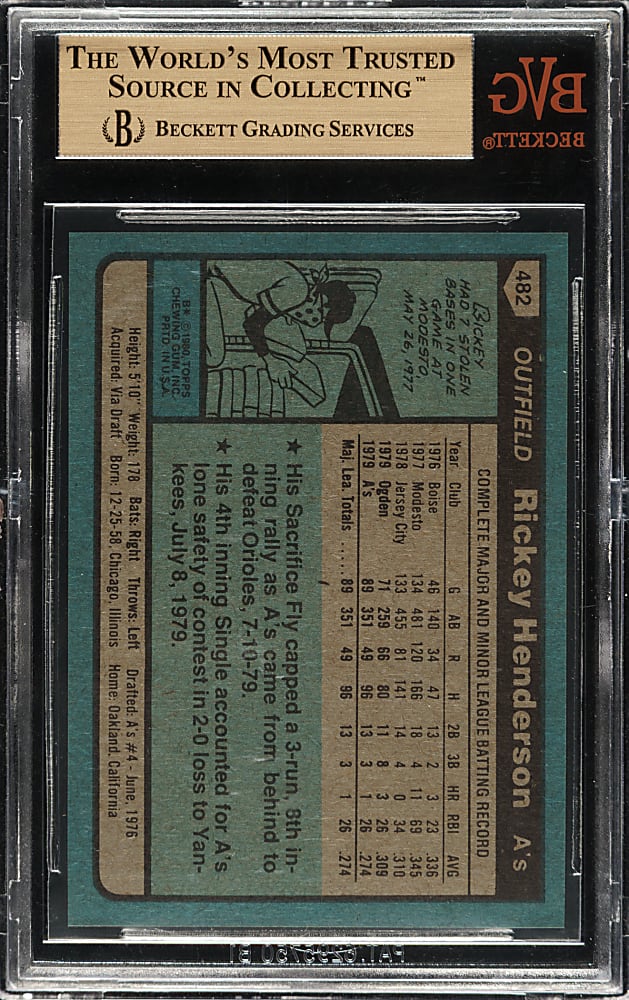 THE WORLD'S MOST TRUSTED
SOURCE IN COLLECTING™
B BECKETT GRADING SERVICES
BVG
BECKETT®
482 OUTFIELD Rickey Henderson A's
COMPLETE MAJOR AND MINOR LEAGUE BATTING RECORD
Year Club G AB R H 2B 3B HR RBI AVG
1976 Boise 46 140 34 47 13 2 3 23 .336
1977 Modesto 134 481 120 166 18 4 11 69 .345
1978 Jersey City 133 455 81 141 14 4 0 34 .310
1979 Ogden 71 259 66 80 11 8 3 26 .309
1979 A's 89 351 49 96 13 3 1 26 .274
Maj. Lea. Totals ..... 89 351 49 96 13 3 1 26 .274
RICKEY
HAD 7 STOLEN
BASES IN ONE
GAME AT
MODESTO,
MAY 26, 1977
★ His Sacrifice Fly capped a 3-run, 8th in-
ning rally as A's came from behind to
defeat Orioles, 7-10-79.
★ His 4th inning Single accounted for A's
lone safety of contest in 2-0 loss to Yan-
kees, July 8, 1979.
B* ©1980, TOPPS
CHEWING GUM, INC.
PRTD. IN U.S.A.
Height: 5'10" Weight: 178 Bats: Right Throws: Left Drafted: A's #4 - June, 1976
Acquired: Via Draft Born: 12-25-58, Chicago, Illinois Home: Oakland, California